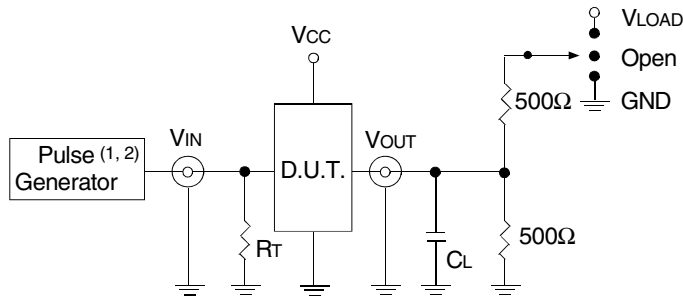 VLOAD
VCC
Open
500Ω
GND
VIN
VOUT
Pulse (1, 2)
Generator
D.U.T.
RT
CL
500Ω